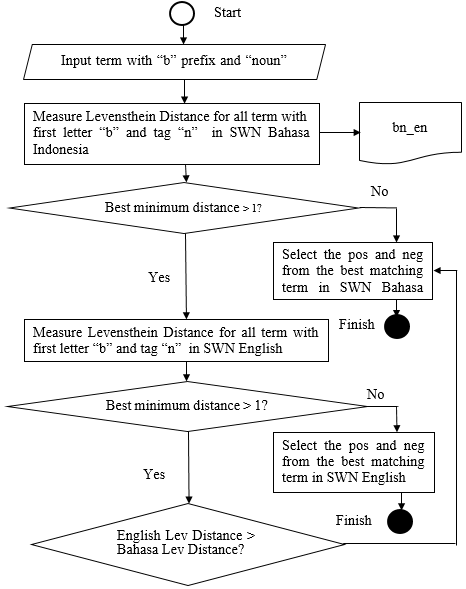 Start
Input term with “b” prefix and “noun”
Measure Levensthein Distance for all term with
first letter “b” and tag “n” in SWN Bahasa
Indonesia
bn_en
Best minimum distance > 1?
No
Select the pos and neg
from the best matching
term in SWN Bahasa
Yes
Finish
Measure Levensthein Distance for all term with
first letter “b” and tag “n” in SWN English
Best minimum distance > 1?
No
Select the pos and neg
from the best matching
term in SWN English
Yes
Finish
English Lev Distance >
Bahasa Lev Distance?